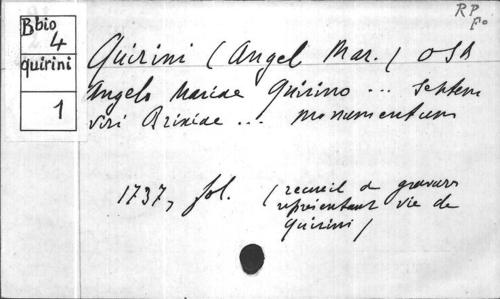 Bbio
4
quirini
1
RP
Fo
Quirini (Angel Mar.) OSA
Angelo Mariae Quirino ... Septem
viri Brixiae ... monumentum
1737, fol. (recueil de gravures
représentant vie de
Quirini)